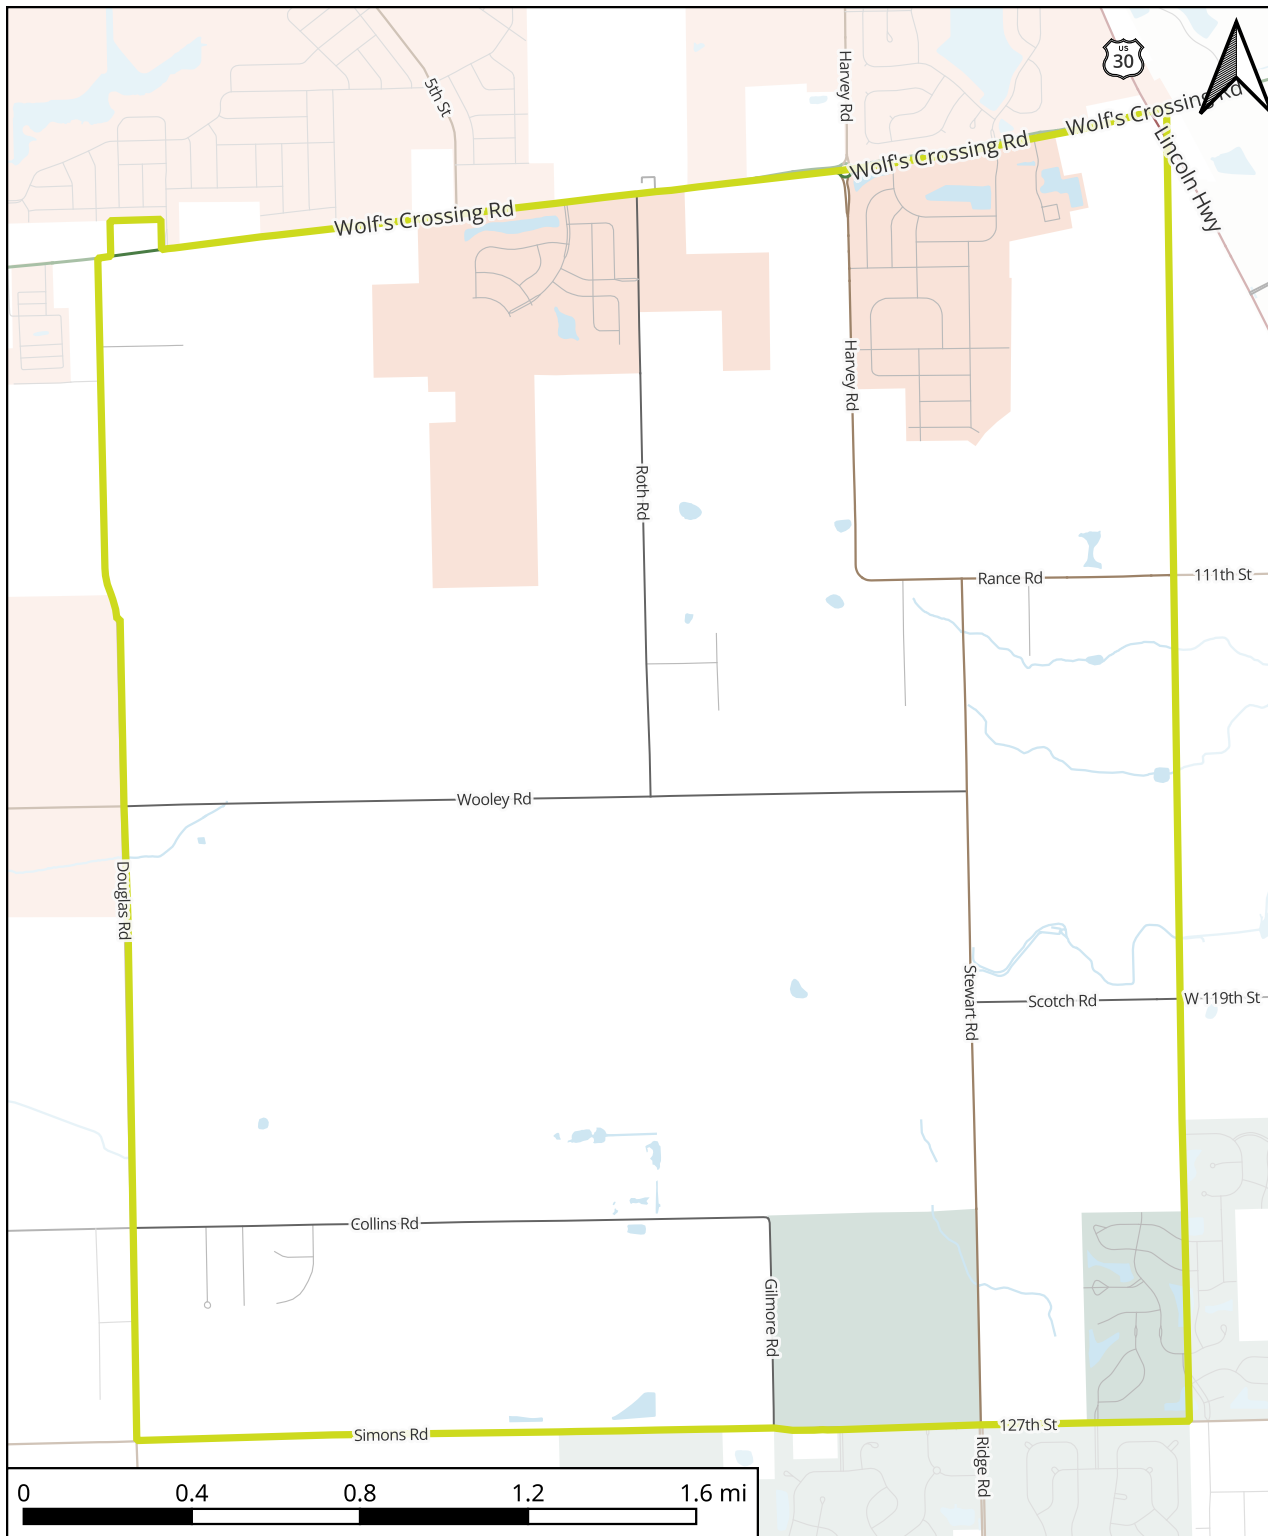 US
30
5th St
Harvey Rd
Wolf's Crossing Rd
Wolf's Crossing Rd
Wolf's Crossing Rd
Lincoln Hwy
Harvey Rd
Roth Rd
Rance Rd
111th St
Wooley Rd
Douglas Rd
Stewart Rd
Scotch Rd
W 119th St
Collins Rd
Gilmore Rd
Simons Rd
127th St
Ridge Rd
0 0.4 0.8 1.2 1.6 mi